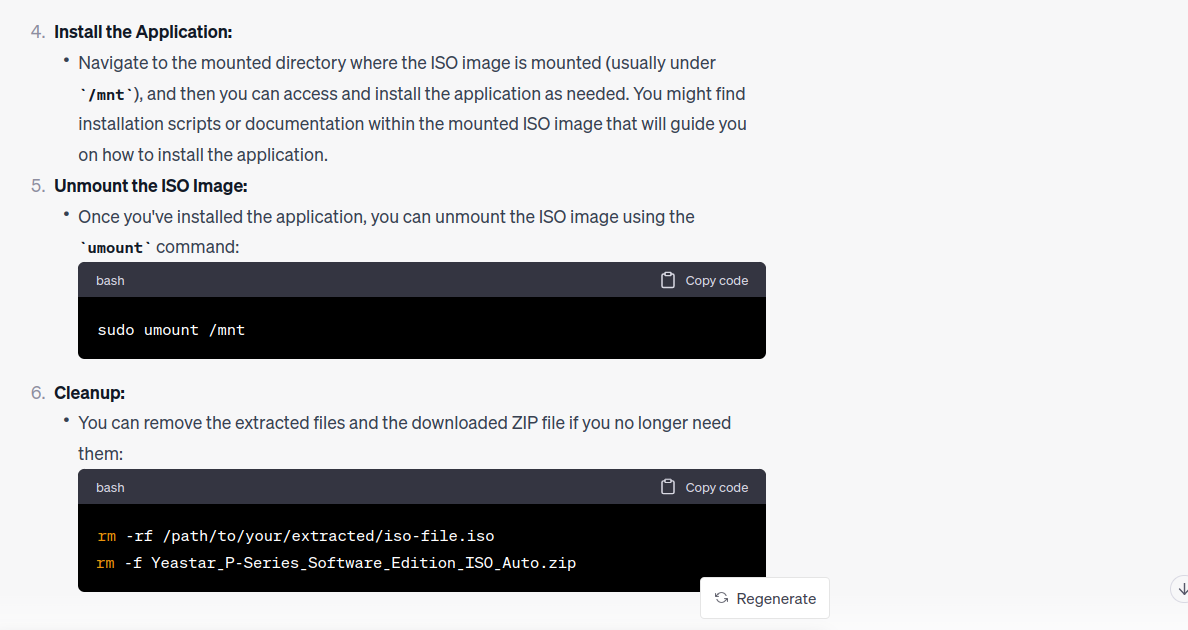 4. Install the Application:
• Navigate to the mounted directory where the ISO image is mounted (usually under
`/mnt`), and then you can access and install the application as needed. You might find
installation scripts or documentation within the mounted ISO image that will guide you
on how to install the application.
5. Unmount the ISO Image:
• Once you've installed the application, you can unmount the ISO image using the
`umount` command:
bash Copy code
sudo umount /mnt
6. Cleanup:
• You can remove the extracted files and the downloaded ZIP file if you no longer need
them:
bash Copy code
rm -rf /path/to/your/extracted/iso-file.iso
rm -f Yeastar_P-Series_Software_Edition_ISO_Auto.zip
Regenerate